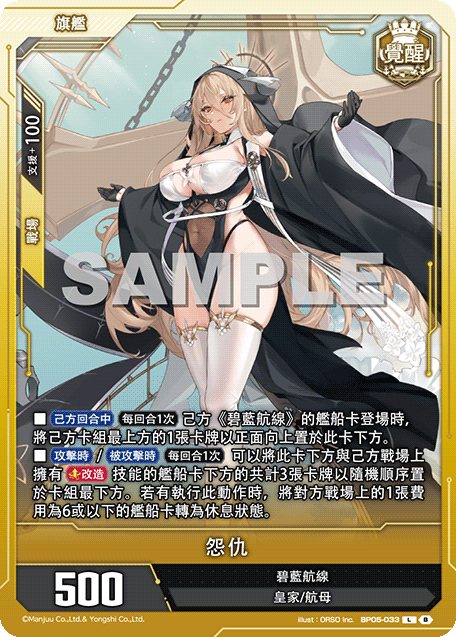 旗艦
覺醒
支援+100
戰場
SAMPLE
■ 己方回合中 每回合1次 己方《碧藍航線》的艦船卡登場時,
將己方卡組最上方的1張卡牌以正面向上置於此卡下方。
■ 攻擊時 / 被攻擊時 每回合1次 可以將此卡下方與己方戰場上
擁有 改造 技能的艦船卡下方的共計3張卡牌以隨機順序置
於卡組最下方。若有執行此動作時,將對方戰場上的1張費
用為6或以下的艦船卡轉為休息狀態。
怨仇
500
碧藍航線
皇家/航母
©Manjuu Co.,Ltd.& Yongshi Co.,Ltd.
illust : ORSO Inc. BP05-033 L 6